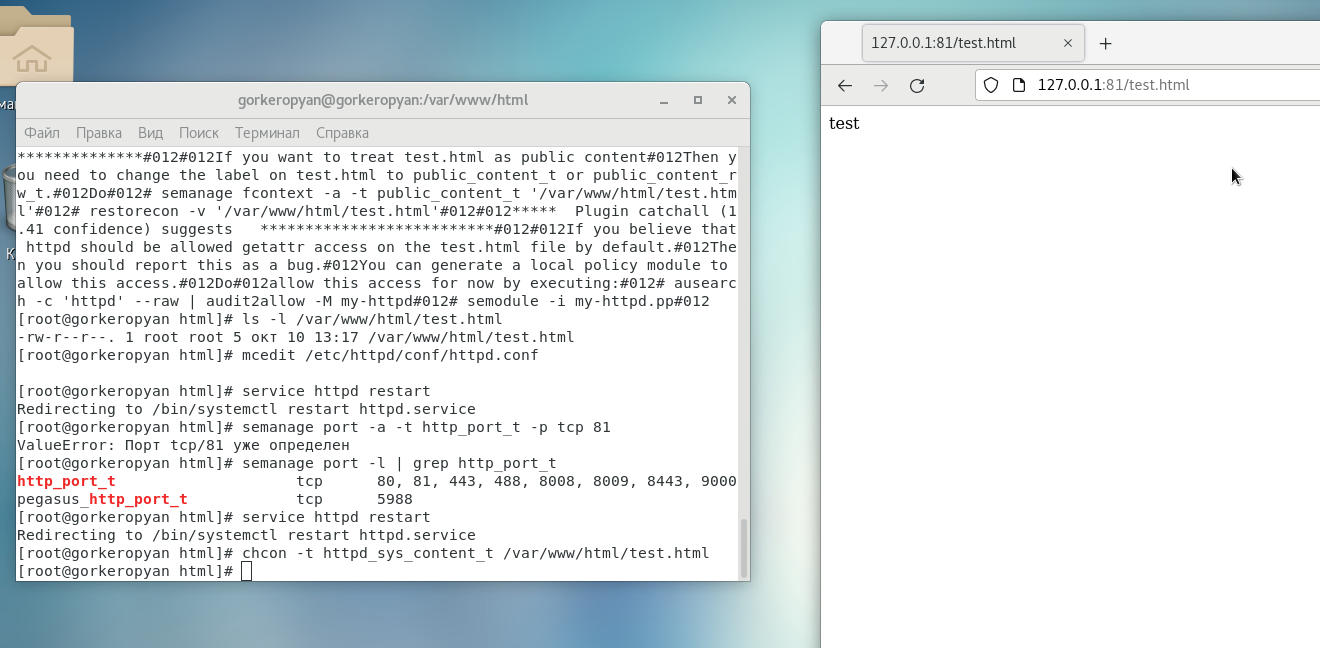 gorkeropyan@gorkeropyan:/var/www/html
Файл Правка Вид Поиск Терминал Справка
**************#012#012If you want to treat test.html as public content#012Then y
ou need to change the label on test.html to public_content_t or public_content_r
w_t.#012Do#012# semanage fcontext -a -t public_content_t '/var/www/html/test.htm
l'#012# restorecon -v '/var/www/html/test.html'#012#012*****  Plugin catchall (1
.41 confidence) suggests   **************************#012#012If you believe that
 httpd should be allowed getattr access on the test.html file by default.#012The
n you should report this as a bug.#012You can generate a local policy module to
allow this access.#012Do#012allow this access for now by executing:#012# ausearc
h -c 'httpd' --raw | audit2allow -M my-httpd#012# semodule -i my-httpd.pp#012
[root@gorkeropyan html]# ls -l /var/www/html/test.html
-rw-r--r--. 1 root root 5 окт 10 13:17 /var/www/html/test.html
[root@gorkeropyan html]# mcedit /etc/httpd/conf/httpd.conf
[root@gorkeropyan html]# service httpd restart
Redirecting to /bin/systemctl restart httpd.service
[root@gorkeropyan html]# semanage port -a -t http_port_t -p tcp 81
ValueError: Порт tcp/81 уже определен
[root@gorkeropyan html]# semanage port -l | grep http_port_t
http_port_t                    tcp      80, 81, 443, 488, 8008, 8009, 8443, 9000
pegasus_http_port_t            tcp      5988
[root@gorkeropyan html]# service httpd restart
Redirecting to /bin/systemctl restart httpd.service
[root@gorkeropyan html]# chcon -t httpd_sys_content_t /var/www/html/test.html
[root@gorkeropyan html]#
127.0.0.1:81/test.html
127.0.0.1:81/test.html
test